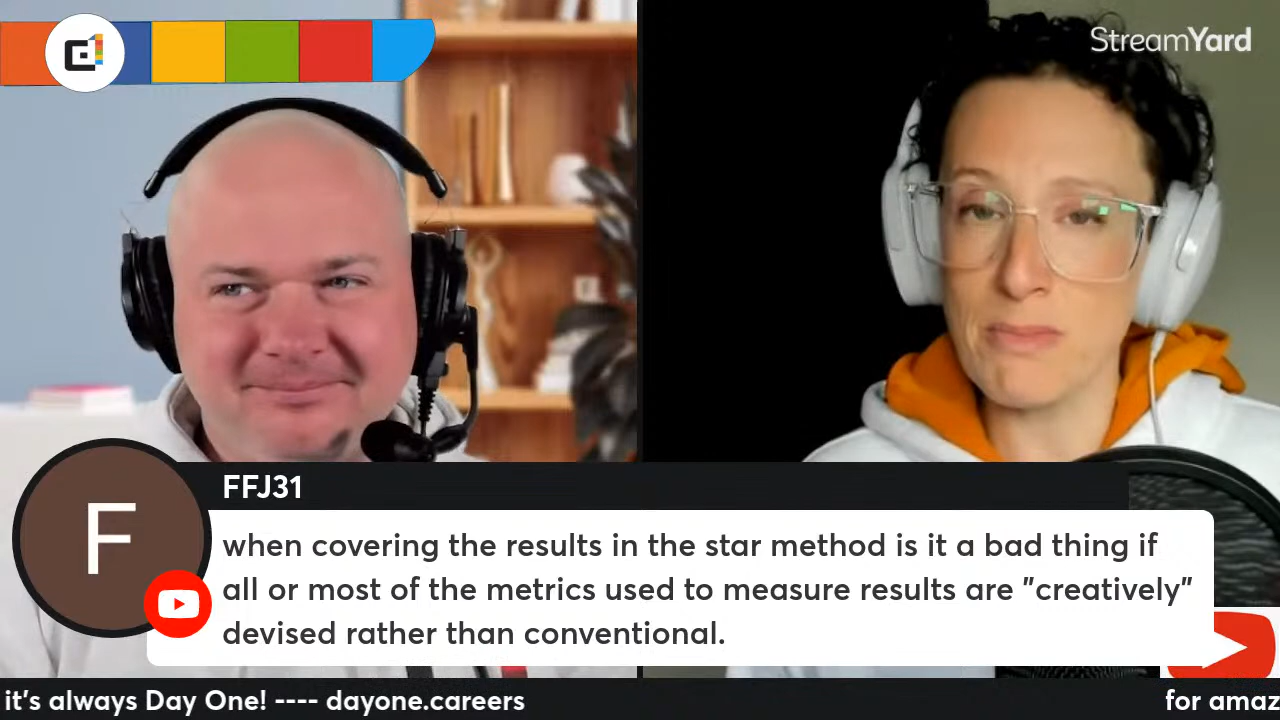 StreamYard
F
FFJ31
when covering the results in the star method is it a bad thing if
all or most of the metrics used to measure results are "creatively"
devised rather than conventional.
it's always Day One! ---- dayone.careers
for amaz